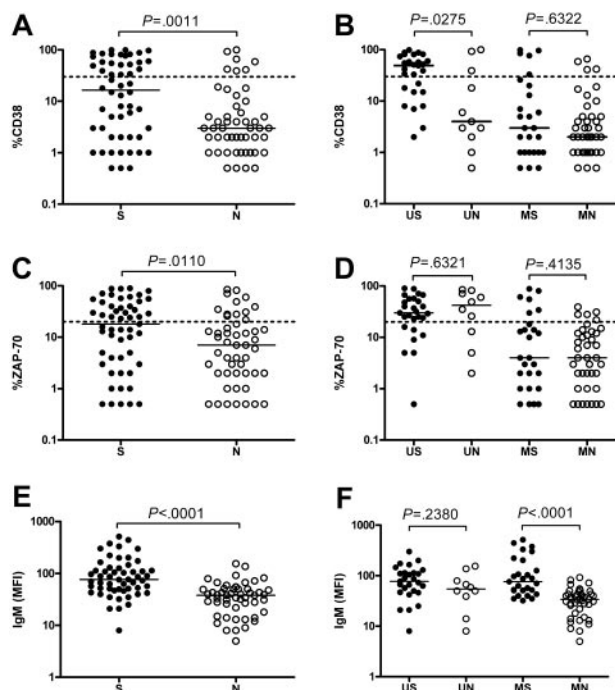 A
P=.0011
%CD38
100
10
1
0.1
S
N
B
P=.0275
P=.6322
%CD38
100
10
1
0.1
US
UN
MS
MN
C
P=.0110
%ZAP-70
100
10
1
0.1
S
N
D
P=.6321
P=.4135
%ZAP-70
100
10
1
0.1
US
UN
MS
MN
E
P<.0001
IgM (MFI)
1000
100
10
1
S
N
F
P=.2380
P<.0001
IgM (MFI)
1000
100
10
1
US
UN
MS
MN